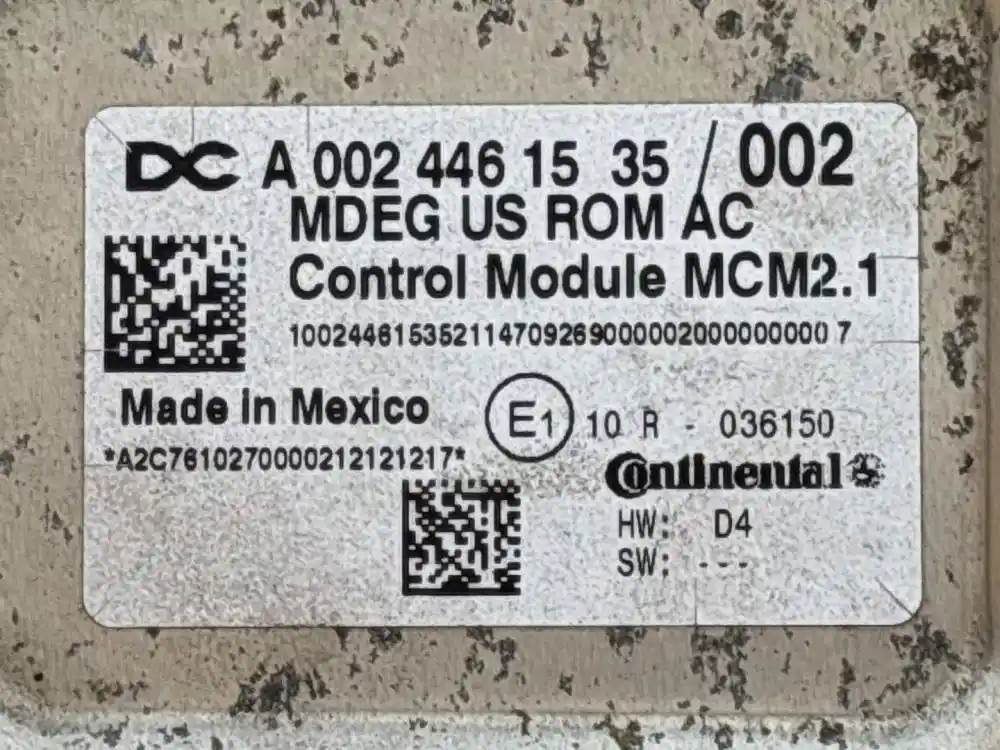 DC A 002 446 15 35 / 002
MDEG US ROM AC
Control Module MCM2.1
10024461535211470926900000200000000007
Made in Mexico
E1 10 R - 036150
*A2C7610270000212121217*
Continental
HW: D4
SW: ---